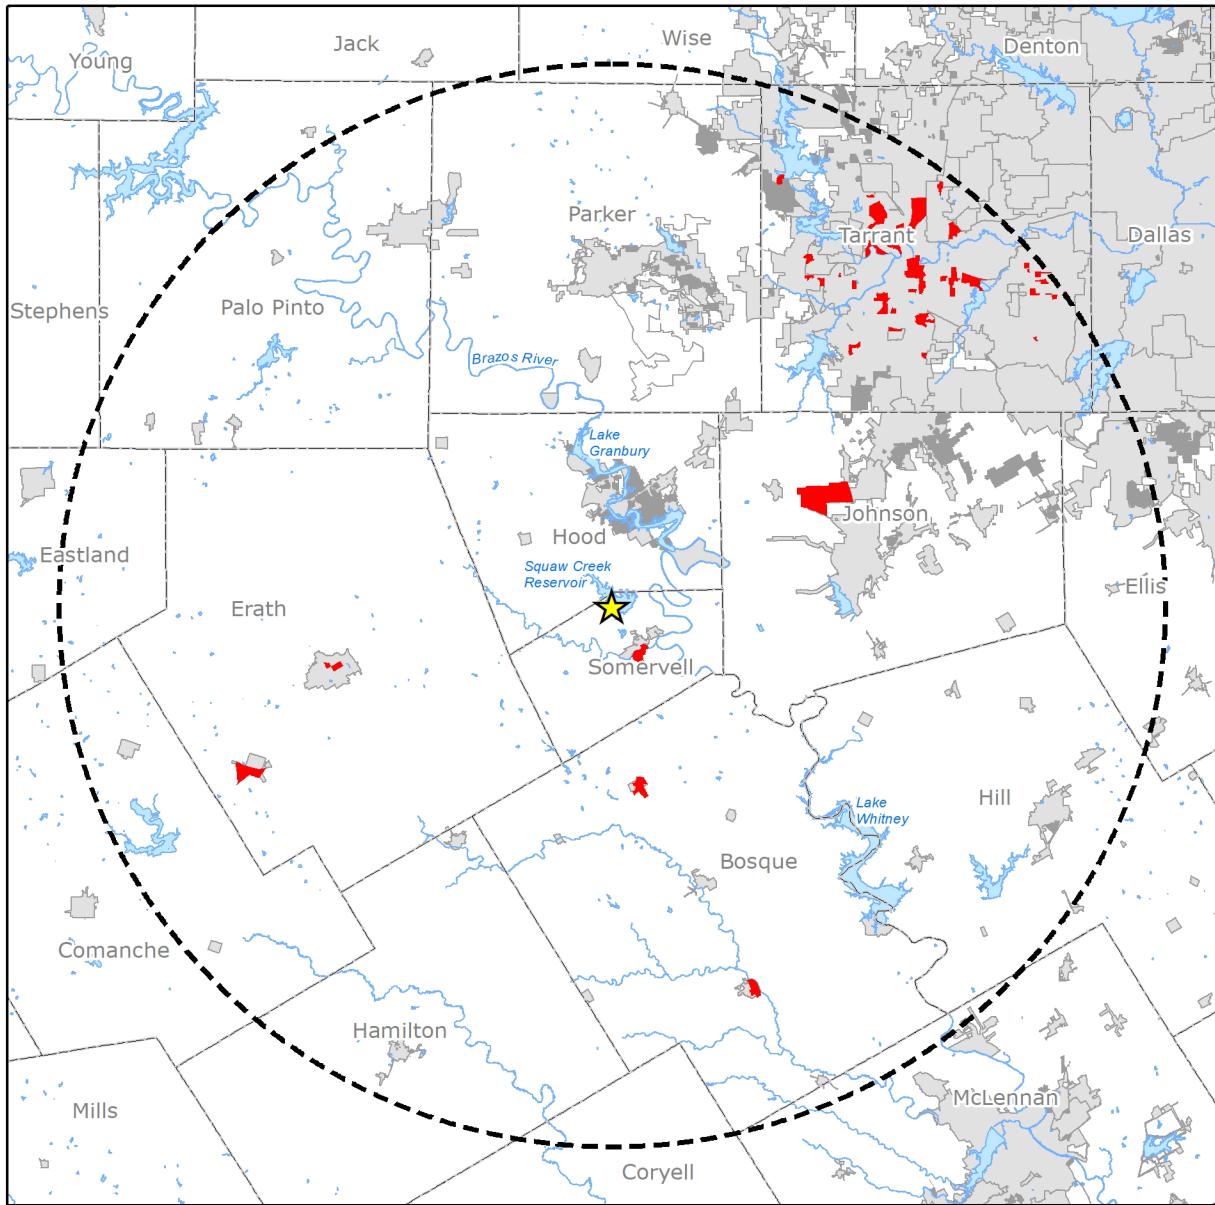 Young
Jack
Wise
Denton
Parker
Tarrant
Dallas
Stephens
Palo Pinto
Brazos River
Lake
Granbury
Johnson
Hood
Eastland
Squaw Creek
Reservoir
Ellis
Erath
Somervell
Hill
Lake
Whitney
Bosque
Comanche
Hamilton
Mills
McLennan
Coryell